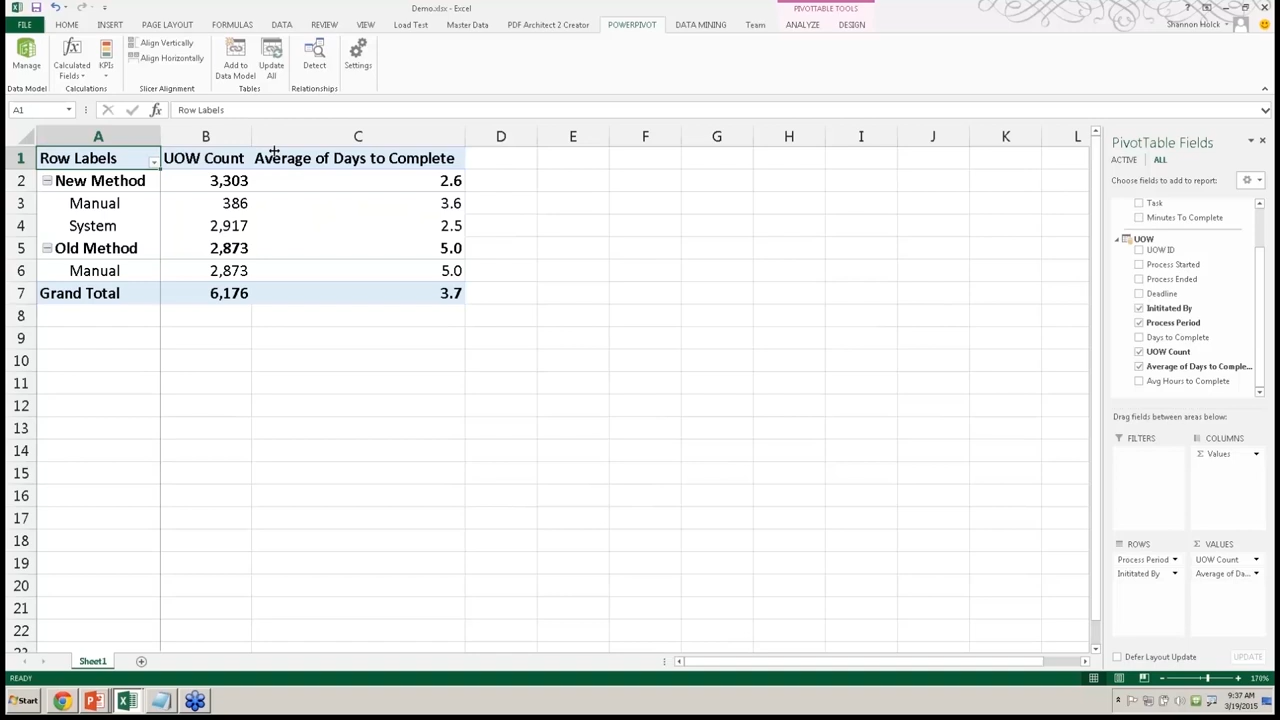 Demo.xlsx - Excel
PIVOTTABLE TOOLS
FILE HOME INSERT PAGE LAYOUT FORMULAS DATA REVIEW VIEW Load Test Raster Data PDF Architect 2 Creator POWERPIVOT DATA MINING Team ANALYZE DESIGN Shannon Holck
Manage Calculated Fields KPIs Align Vertically Align Horizontally Add to Data Model Update All Detect Settings
Data Model Calculations Slicer Alignment Tables Relationships
A1 fx Row Labels
A B C D E F G H I J K L
1 Row Labels UOW Count Average of Days to Complete
2 New Method 3,303 2.6
3 Manual 386 3.6
4 System 2,917 2.5
5 Old Method 2,873 5.0
6 Manual 2,873 5.0
7 Grand Total 6,176 3.7
8
9
10
11
12
13
14
15
16
17
18
19
20
21
22
23
PivotTable Fields
ACTIVE ALL
Choose fields to add to report:
Task
Minutes To Complete
UOW
UOW ID
Process Started
Process Ended
Deadline
Inititated By
Process Period
Days to Complete
UOW Count
Average of Days to Comple...
Avg Hours to Complete
Drag fields between areas below:
FILTERS COLUMNS
Σ Values
ROWS Σ VALUES
Process Period UOW Count
Inititated By Average of Da...
Defer Layout Update UPDATE
Sheet1
READY 170%
Start 9:37 AM
3/19/2015